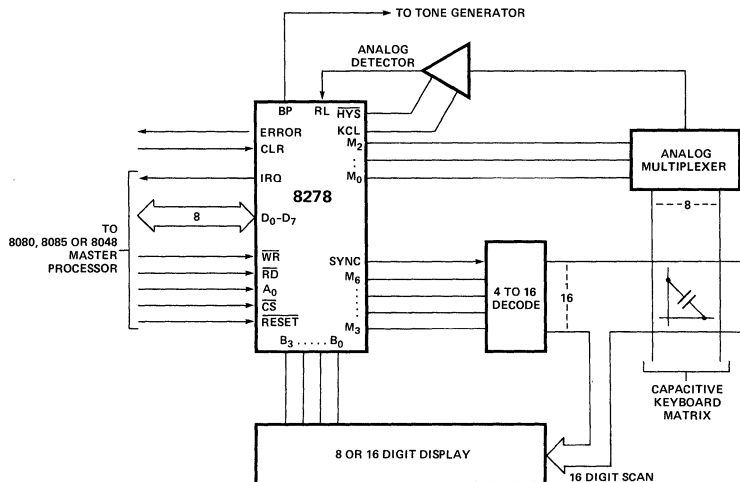 TO TONE GENERATOR
ANALOG
DETECTOR
BP RL HYS
KCL
M2
:
M0
ERROR
CLR
IRQ
8278
ANALOG
MULTIPLEXER
8
D0-D7
8
TO
8080, 8085 OR 8048
MASTER
PROCESSOR
WR
RD
A0
CS
RESET
SYNC
M6
M3
4 TO 16
DECODE
16
B3 ..... B0
CAPACITIVE
KEYBOARD
MATRIX
8 OR 16 DIGIT DISPLAY
16 DIGIT SCAN